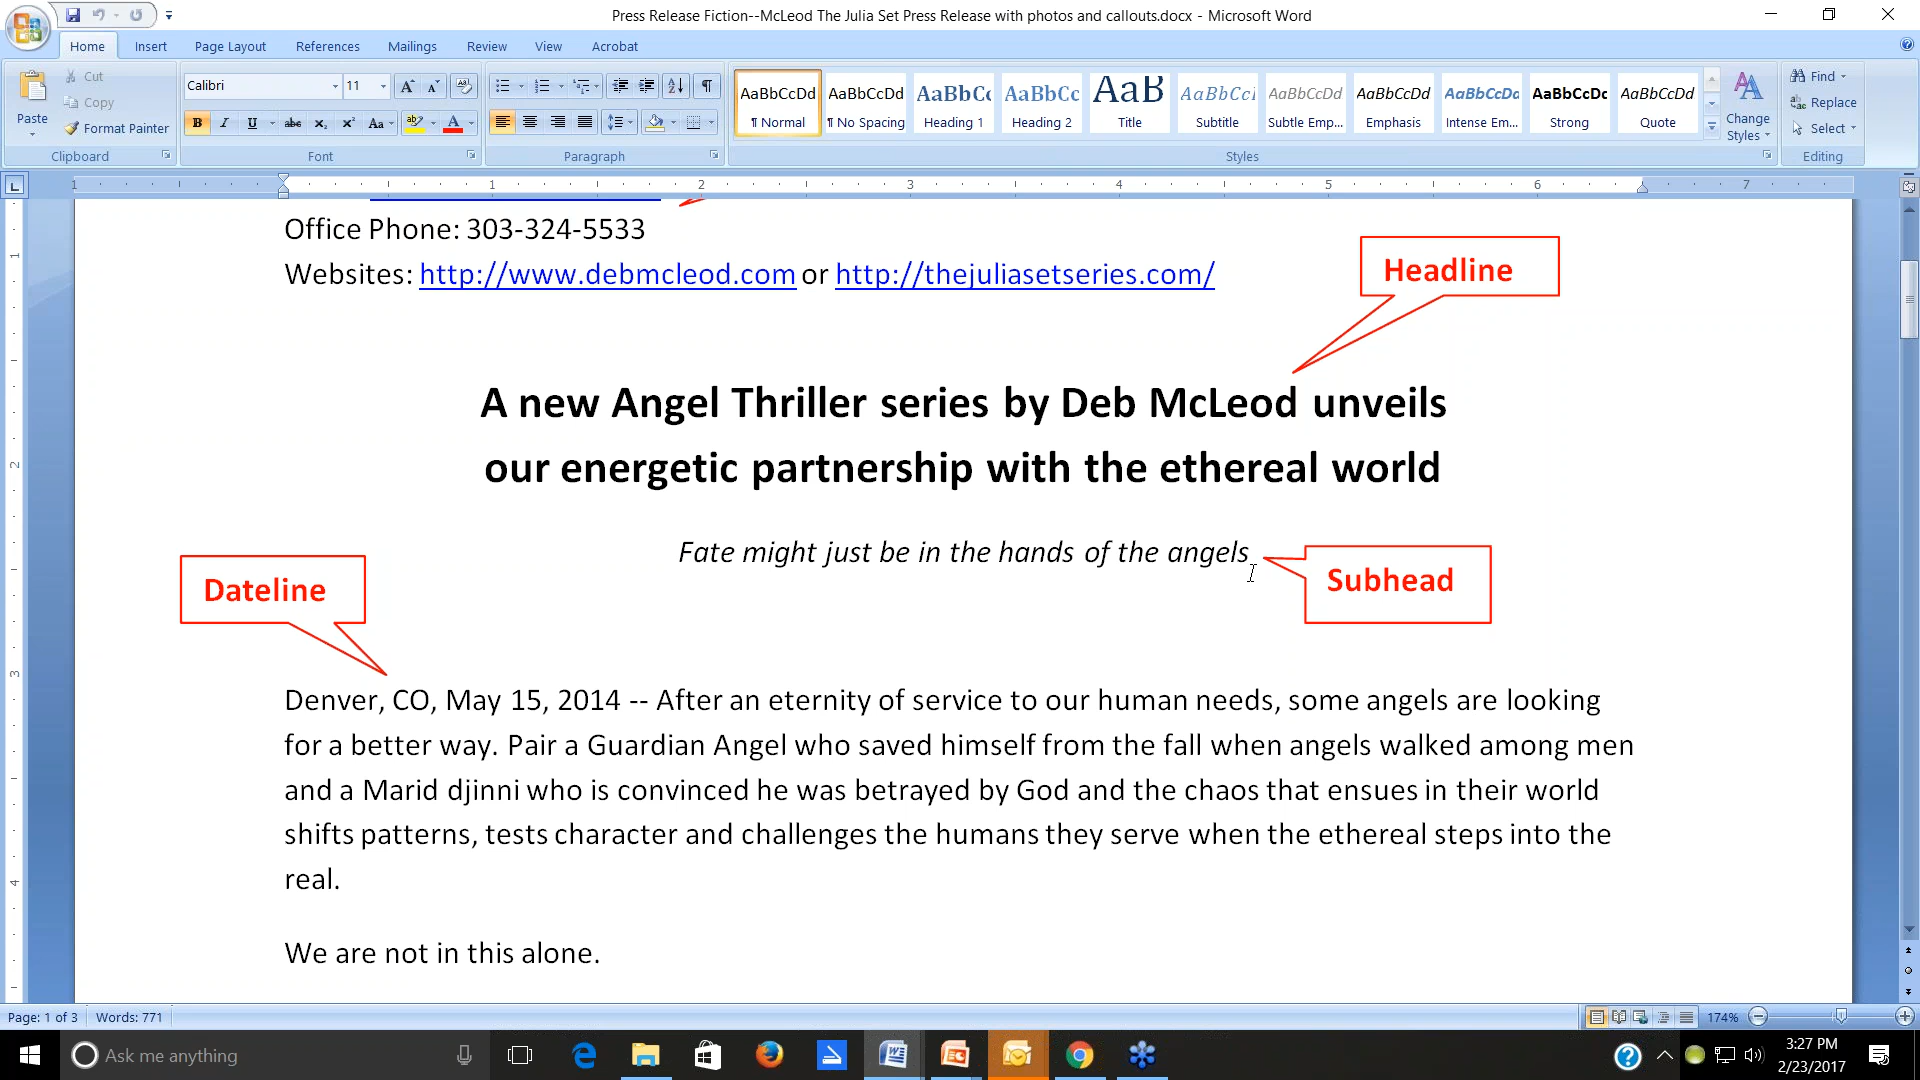 Press Release Fiction--McLeod The Julia Set Press Release with photos and callouts.docx - Microsoft Word
Home Insert Page Layout References Mailings Review View Acrobat
Paste
Cut
Copy
Format Painter
Clipboard
Calibri 11
Font
Paragraph
AaBbCcDd AaBbCcDd AaBbCc AaBbCc AaB AaBbCcI AaBbCcDd AaBbCcDd AaBbCcDd AaBbCcDc AaBbCcDd
¶ Normal ¶ No Spacing Heading 1 Heading 2 Title Subtitle Subtle Emp... Emphasis Intense Em... Strong Quote
Styles
Change
Styles
Find
Replace
Select
Editing
1 1 2 3 4 5 6 7
Office Phone: 303-324-5533
Websites: http://www.debmcleod.com or http://thejuliasetseries.com/
Headline
A new Angel Thriller series by Deb McLeod unveils
our energetic partnership with the ethereal world
Fate might just be in the hands of the angels
Subhead
Dateline
Denver, CO, May 15, 2014 -- After an eternity of service to our human needs, some angels are looking
for a better way. Pair a Guardian Angel who saved himself from the fall when angels walked among men
and a Marid djinni who is convinced he was betrayed by God and the chaos that ensues in their world
shifts patterns, tests character and challenges the humans they serve when the ethereal steps into the
real.
We are not in this alone.
Page: 1 of 3 Words: 771
174%
Ask me anything
3:27 PM
2/23/2017